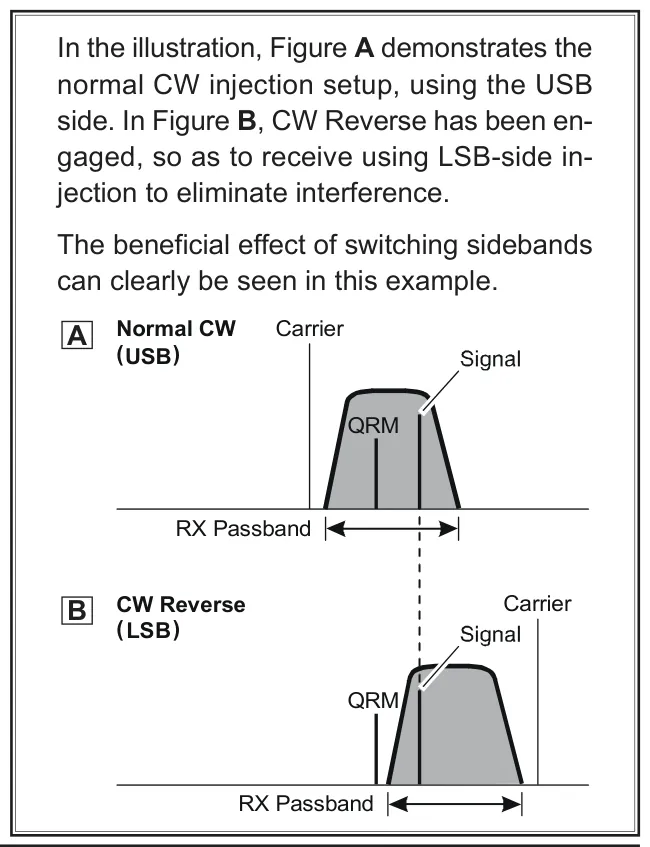 In the illustration, Figure A demonstrates the
normal CW injection setup, using the USB
side. In Figure B, CW Reverse has been en-
gaged, so as to receive using LSB-side in-
jection to eliminate interference.
The beneficial effect of switching sidebands
can clearly be seen in this example.
A Normal CW Carrier
(USB)
Signal
QRM
RX Passband
B CW Reverse Carrier
(LSB) Signal
QRM
RX Passband